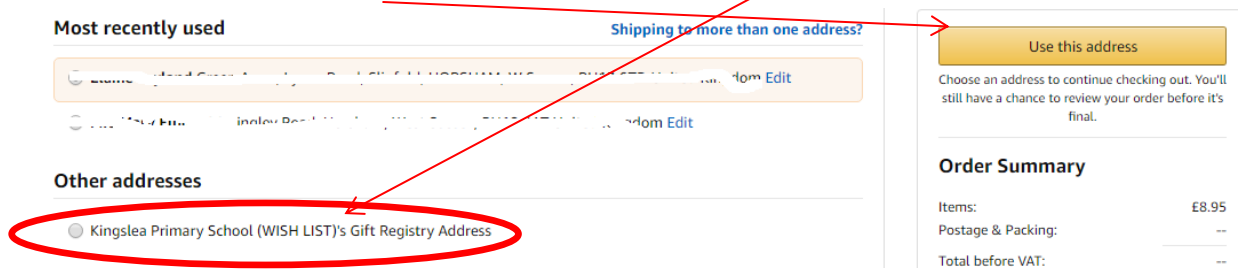 Most recently used
Shipping to more than one address?
Edit
Edit
Other addresses
Kingslea Primary School (WISH LIST)'s Gift Registry Address
Use this address
Choose an address to continue checking out. You'll
still have a chance to review your order before it's
final.
Order Summary
Items: £8.95
Postage & Packing: --
Total before VAT: --